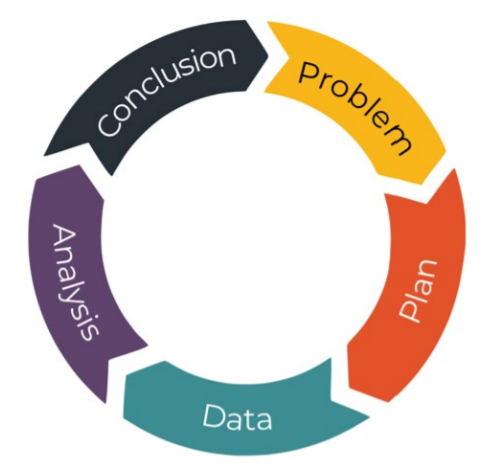 Problem
Plan
Data
Analysis
Conclusion